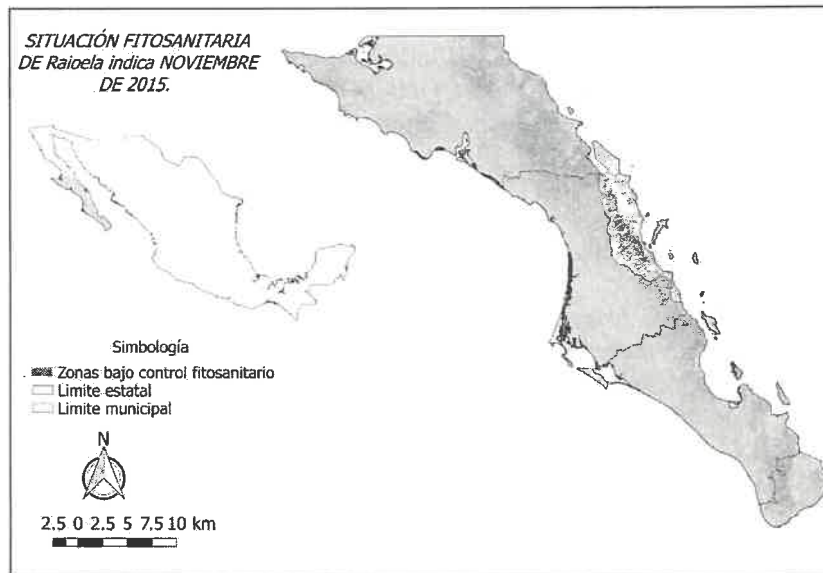 SITUACIÓN FITOSANITARIA
DE Raioela indica NOVIEMBRE
DE 2015.
Simbología
Zonas bajo control fitosanitario
Limite estatal
Limite municipal
N
2.5 0 2.5 5 7.5 10 km